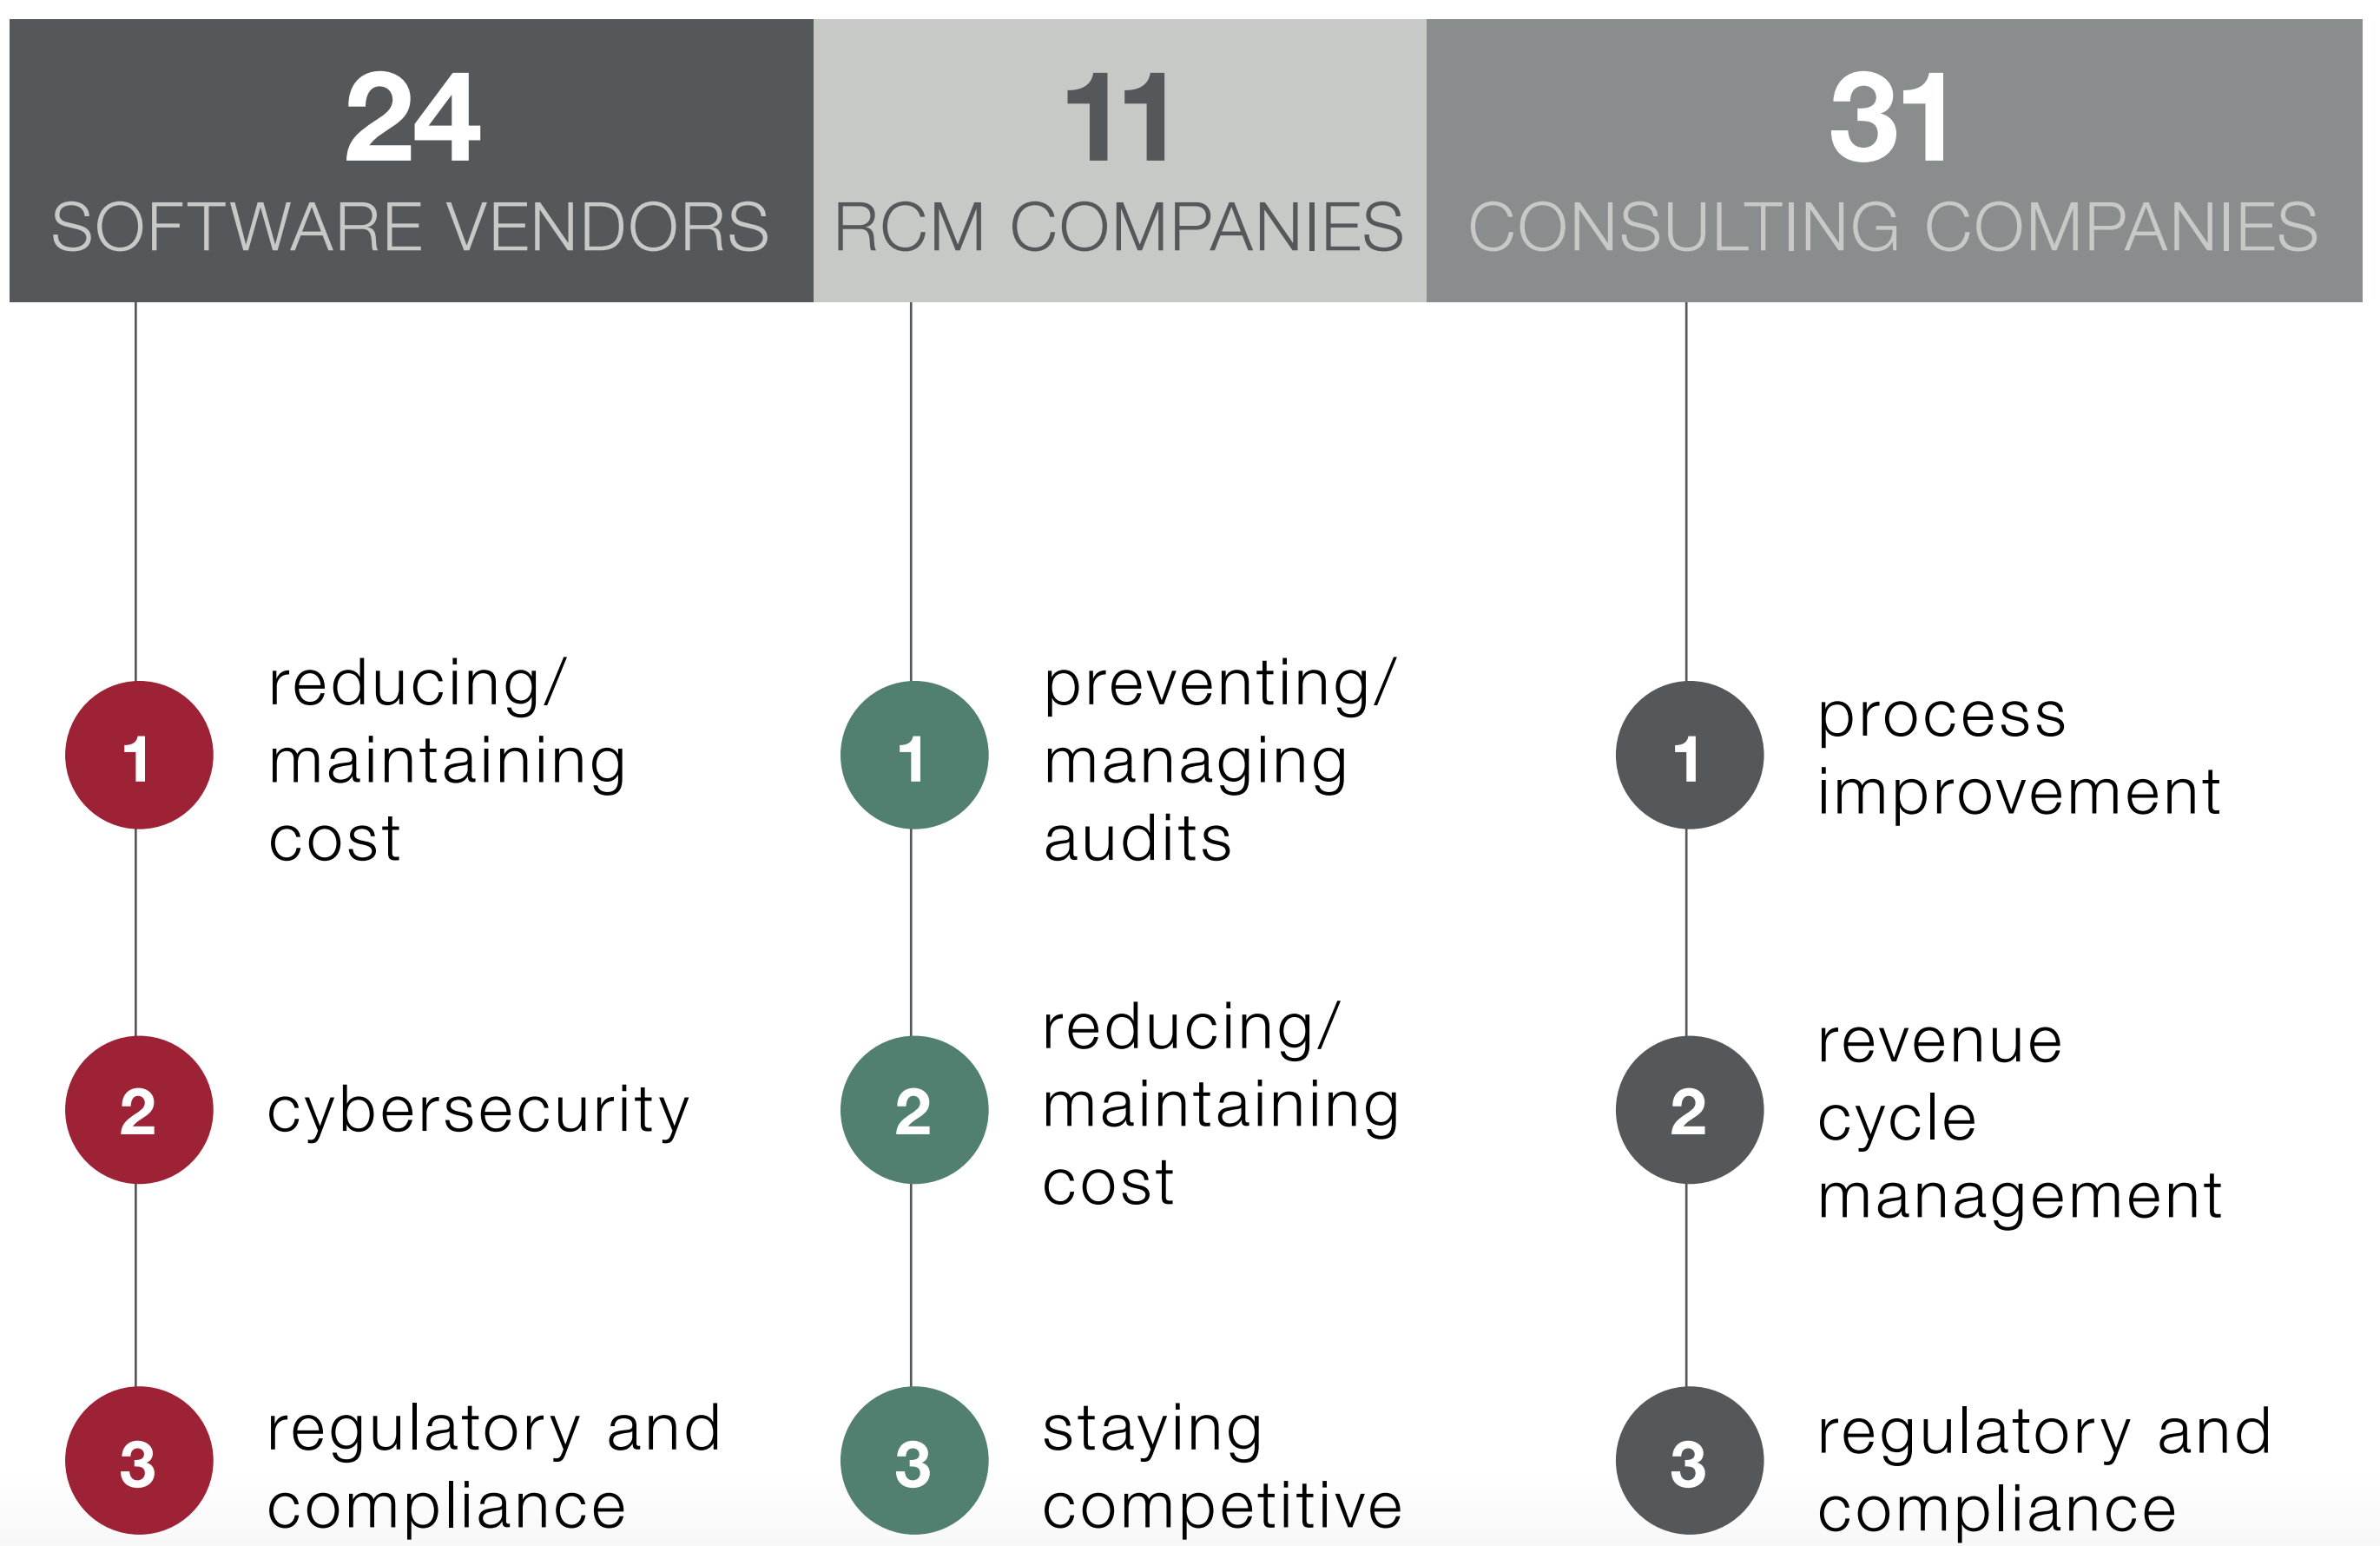 24
SOFTWARE VENDORS
11
RCM COMPANIES
31
CONSULTING COMPANIES
1
reducing/
maintaining
cost
2
cybersecurity
3
regulatory and
compliance
1
preventing/
managing
audits
2
reducing/
maintaining
cost
3
staying
competitive
1
process
improvement
2
revenue
cycle
management
3
regulatory and
compliance